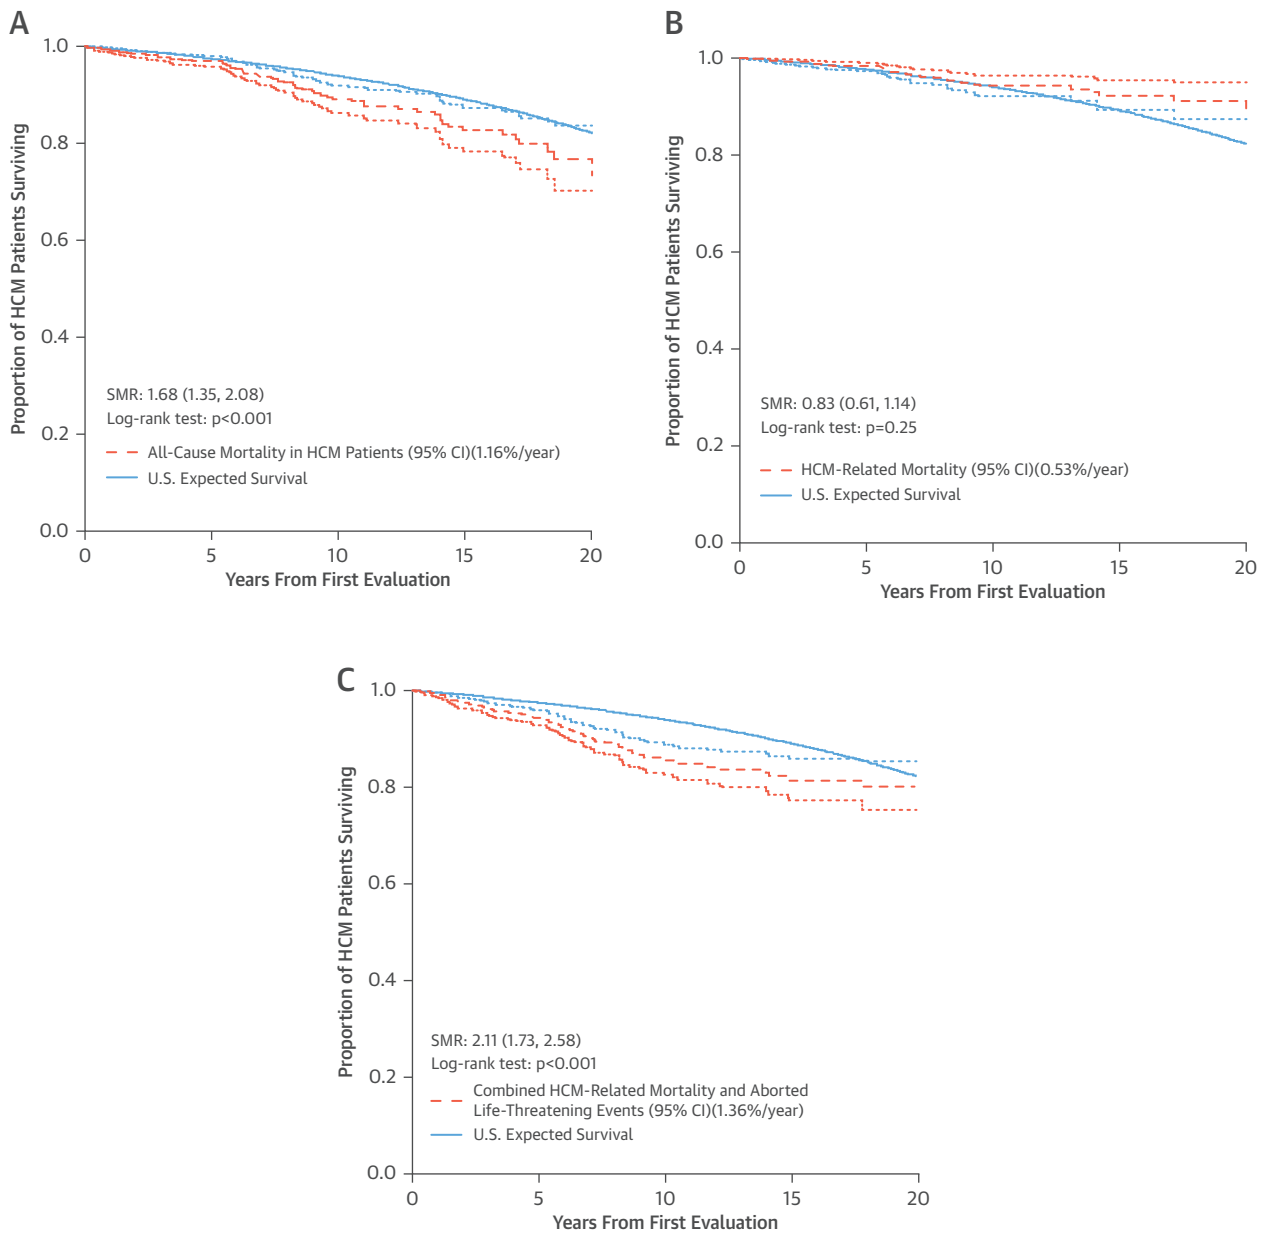 A
Proportion of HCM Patients Surviving
1.0
0.8
0.6
0.4
0.2
0.0
SMR: 1.68 (1.35, 2.08)
Log-rank test: p<0.001
All-Cause Mortality in HCM Patients (95% CI)(1.16%/year)
U.S. Expected Survival
0 5 10 15 20
Years From First Evaluation
B
Proportion of HCM Patients Surviving
1.0
0.8
0.6
0.4
0.2
0.0
SMR: 0.83 (0.61, 1.14)
Log-rank test: p=0.25
HCM-Related Mortality (95% CI)(0.53%/year)
U.S. Expected Survival
0 5 10 15 20
Years From First Evaluation
C
Proportion of HCM Patients Surviving
1.0
0.8
0.6
0.4
0.2
0.0
SMR: 2.11 (1.73, 2.58)
Log-rank test: p<0.001
Combined HCM-Related Mortality and Aborted
Life-Threatening Events (95% CI)(1.36%/year)
U.S. Expected Survival
0 5 10 15 20
Years From First Evaluation